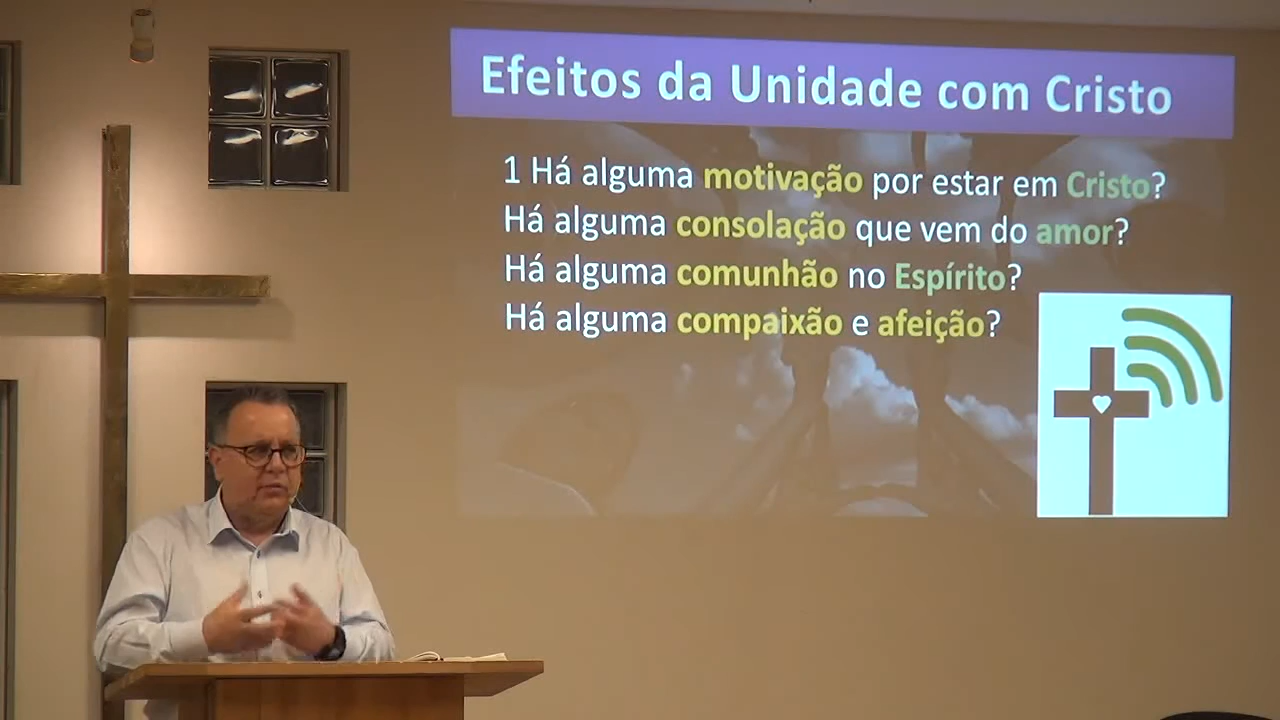 Efeitos da Unidade com Cristo
1 Há alguma motivação por estar em Cristo?
Há alguma consolação que vem do amor?
Há alguma comunhão no Espírito?
Há alguma compaixão e afeição?